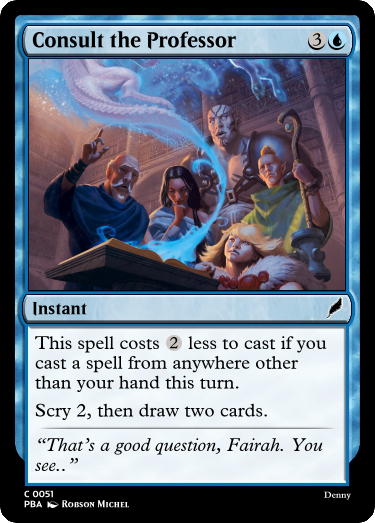 Consult the Professor 3
Instant
This spell costs 2 less to cast if you
cast a spell from anywhere other
than your hand this turn.
Scry 2, then draw two cards.
“That's a good question, Fairah. You
see..”
C 0051
PBA Robson Michel
Denny